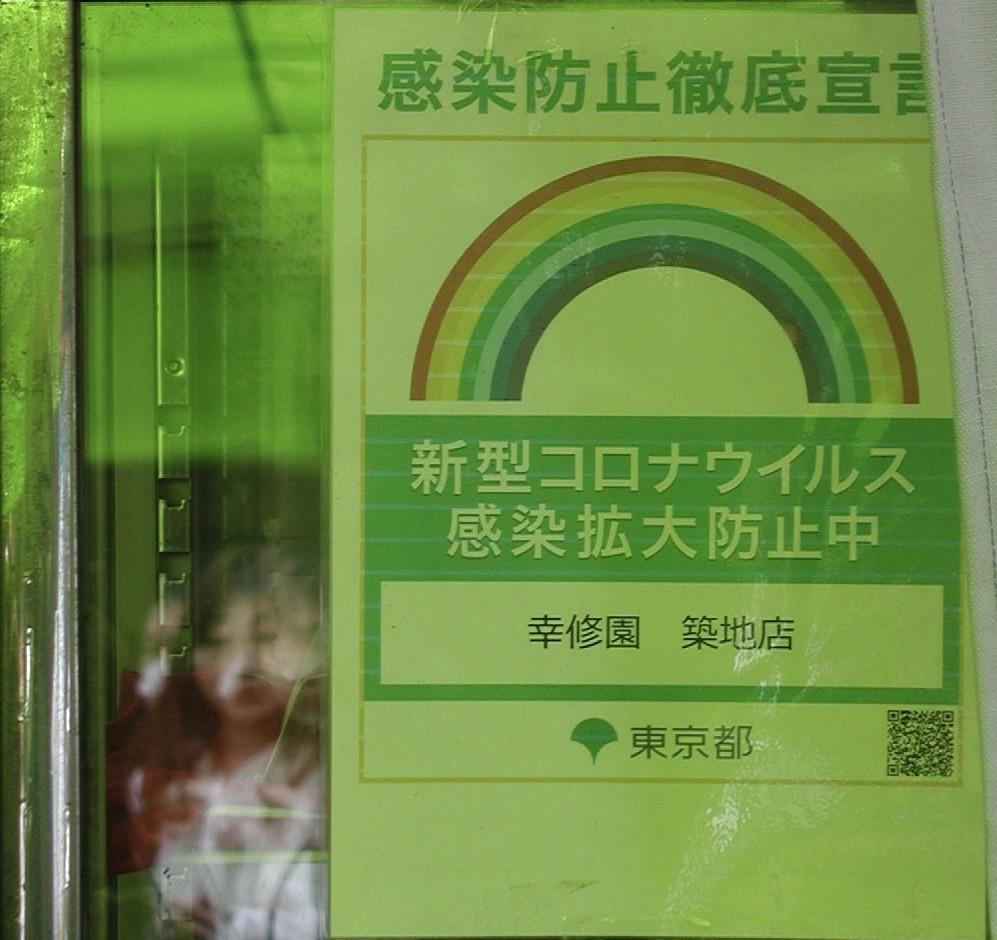 感染防止徹底宣言
新型コロナウイルス
感染拡大防止中
幸修園 築地店
東京都